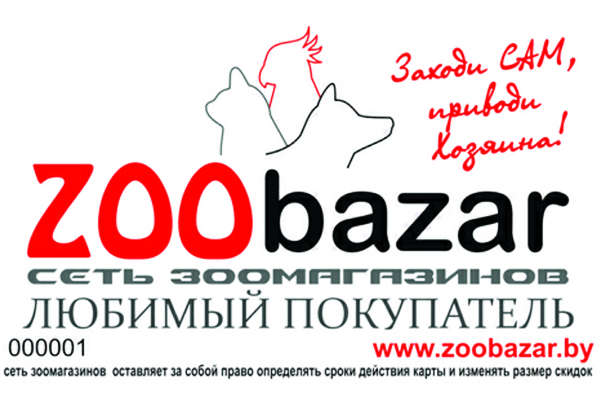 Заходи САМ,
приводи
Хозяина!
ZOObazar
СЕТЬ ЗООМАГАЗИНОВ
ЛЮБИМЫЙ ПОКУПАТЕЛЬ
000001 www.zoobazar.by
сеть зоомагазинов оставляет за собой право определять сроки действия карты и изменять размер скидок